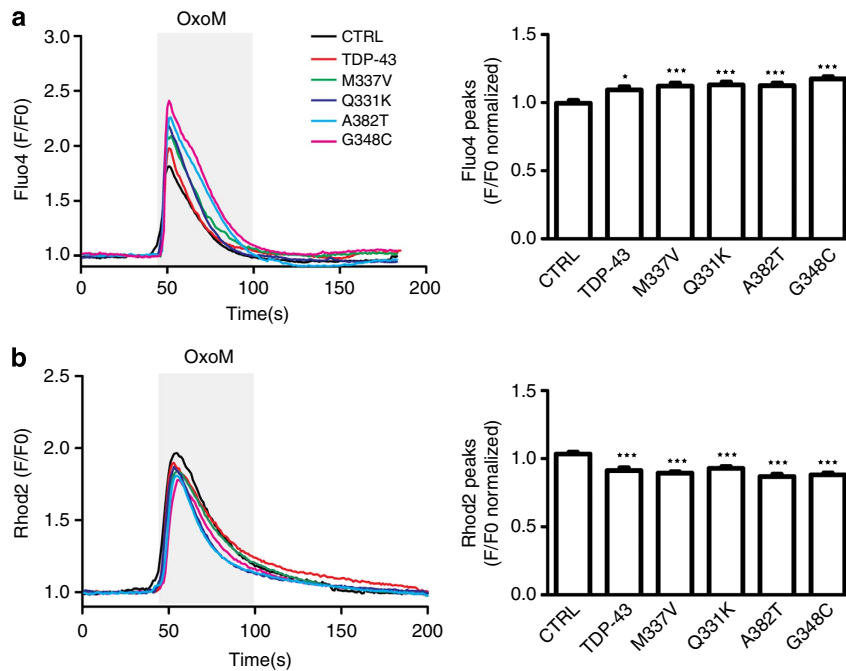 a
OxoM
Fluo4 (F/F0)
3.0
2.5
2.0
1.5
1.0
0
50
100
150
200
Time(s)
CTRL
TDP-43
M337V
Q331K
A382T
G348C
Fluo4 peaks
(F/F0 normalized)
1.5
1.0
0.5
0.0
*
***
***
***
***
CTRL
TDP-43
M337V
Q331K
A382T
G348C
b
OxoM
Rhod2 (F/F0)
2.5
2.0
1.5
1.0
0
50
100
150
200
Time(s)
Rhod2 peaks
(F/F0 normalized)
1.5
1.0
0.5
0.0
***
***
***
***
***
CTRL
TDP-43
M337V
Q331K
A382T
G348C